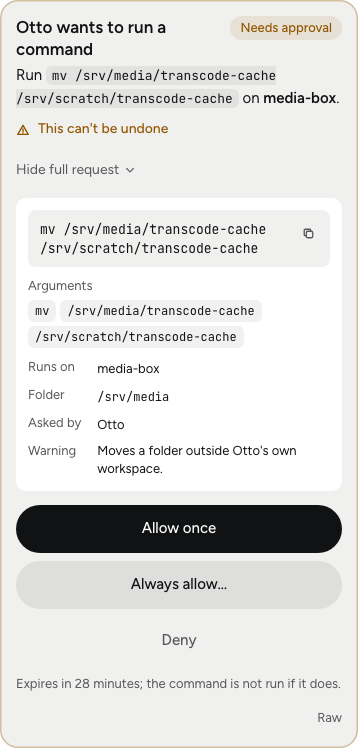 Otto wants to run a command
Needs approval
Run mv /srv/media/transcode-cache
/srv/scratch/transcode-cache on media-box.
This can't be undone
Hide full request
mv /srv/media/transcode-cache
/srv/scratch/transcode-cache
Arguments
mv /srv/media/transcode-cache
/srv/scratch/transcode-cache
Runs on media-box
Folder /srv/media
Asked by Otto
Warning Moves a folder outside Otto's own
workspace.
Allow once
Always allow...
Deny
Expires in 28 minutes; the command is not run if it does.
Raw